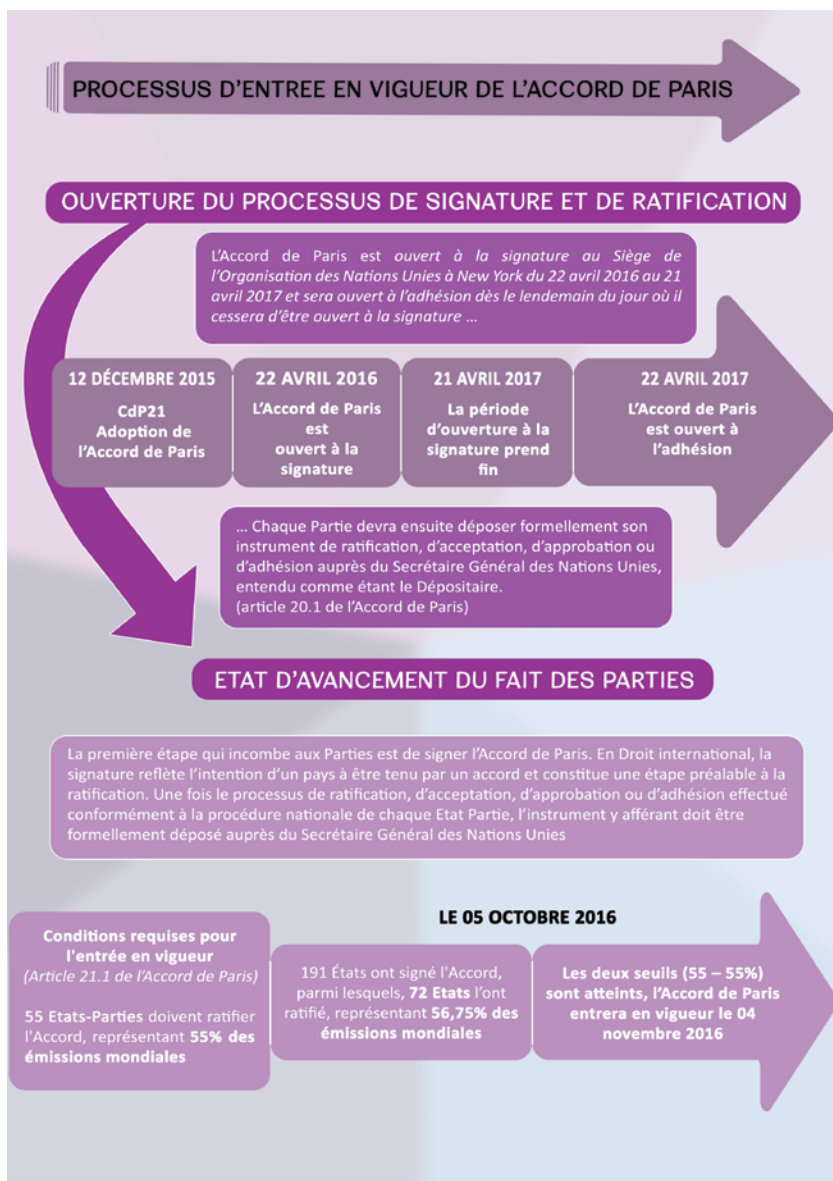 PROCESSUS D'ENTREE EN VIGUEUR DE L'ACCORD DE PARIS
OUVERTURE DU PROCESSUS DE SIGNATURE ET DE RATIFICATION
L'Accord de Paris est ouvert à la signature au Siège de
l'Organisation des Nations Unies à New York du 22 avril 2016 au 21
avril 2017 et sera ouvert à l'adhésion dès le lendemain du jour où il
cessera d'être ouvert à la signature ...
12 DÉCEMBRE 2015
CdP21
Adoption de
l'Accord de Paris
22 AVRIL 2016
L'Accord de Paris
est
ouvert à la
signature
21 AVRIL 2017
La période
d'ouverture à la
signature prend
fin
22 AVRIL 2017
L'Accord de Paris
est ouvert à
l'adhésion
... Chaque Partie devra ensuite déposer formellement son
instrument de ratification, d'acceptation, d'approbation ou
d'adhésion auprès du Secrétaire Général des Nations Unies,
entendu comme étant le Dépositaire.
(article 20.1 de l'Accord de Paris)
ETAT D'AVANCEMENT DU FAIT DES PARTIES
La première étape qui incombe aux Parties est de signer l'Accord de Paris. En Droit international, la
signature reflète l'intention d'un pays à être tenu par un accord et constitue une étape préalable à la
ratification. Une fois le processus de ratification, d'acceptation, d'approbation ou d'adhésion effectué
conformément à la procédure nationale de chaque Etat Partie, l'instrument y afférant doit être
formellement déposé auprès du Secrétaire Général des Nations Unies
LE 05 OCTOBRE 2016
Conditions requises pour
l'entrée en vigueur
(Article 21.1 de l'Accord de Paris)
55 Etats-Parties doivent ratifier
l'Accord, représentant 55% des
émissions mondiales
191 États ont signé l'Accord,
parmi lesquels, 72 Etats l'ont
ratifié, représentant 56,75% des
émissions mondiales
Les deux seuils (55 – 55%)
sont atteints, l'Accord de Paris
entrera en vigueur le 04
novembre 2016